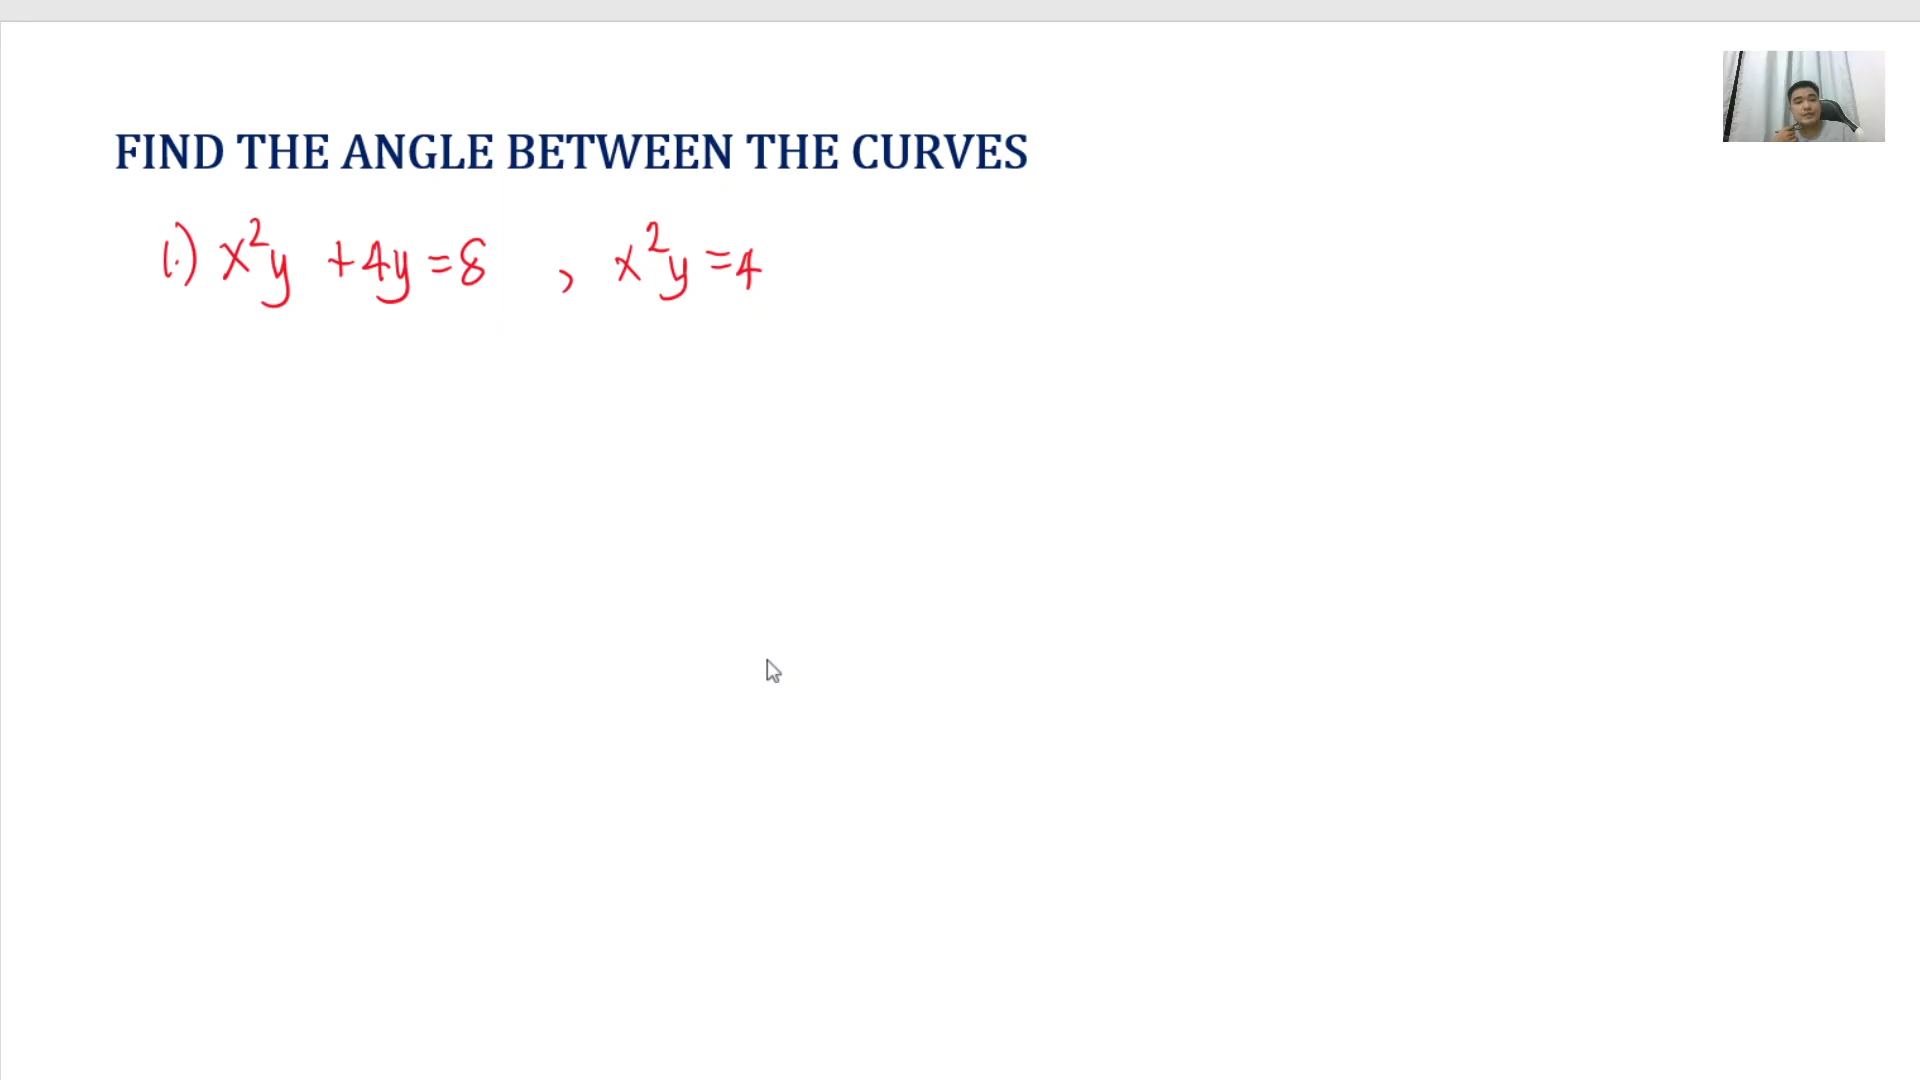 FIND THE ANGLE BETWEEN THE CURVES
1.) x²y + 4y = 8 , x²y = 4